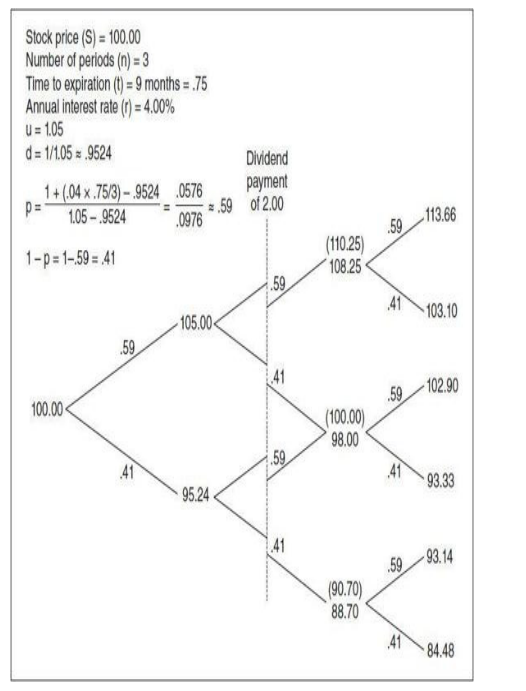 Stock price (S) = 100.00
Number of periods (n) = 3
Time to expiration (t) = 9 months = .75
Annual interest rate (r) = 4.00%
u = 1.05
d = 1/1.05 ≈ .9524
Dividend
payment
of 2.00
p = 1 + (.04 x .75/3) – .9524 / 1.05 – .9524 = .0576 / .0976 ≈ .59
1 – p = 1–.59 = .41
.59 113.66
(110.25)
108.25
.59
.41 103.10
105.00
.59
.41
.59 102.90
100.00
(100.00)
98.00
.59
.41
.41 93.33
95.24
.41
.59 93.14
(90.70)
88.70
.41 84.48